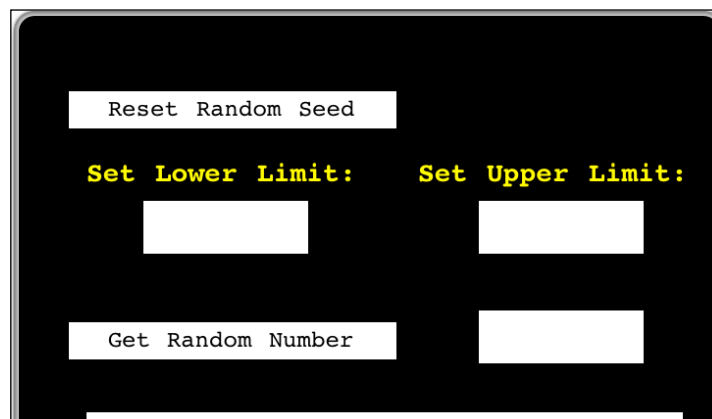 Reset Random Seed
Set Lower Limit: Set Upper Limit:
Get Random Number